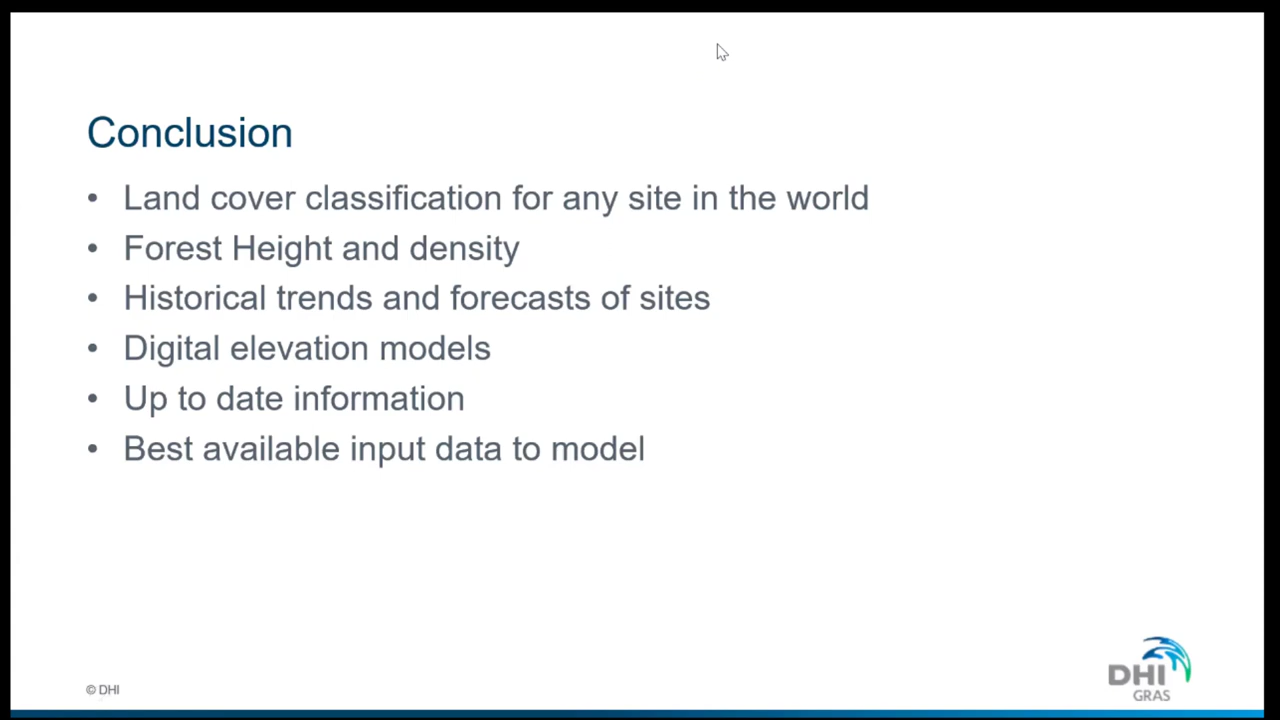 Conclusion
• Land cover classification for any site in the world
• Forest Height and density
• Historical trends and forecasts of sites
• Digital elevation models
• Up to date information
• Best available input data to model
© DHI
DHI
GRAS